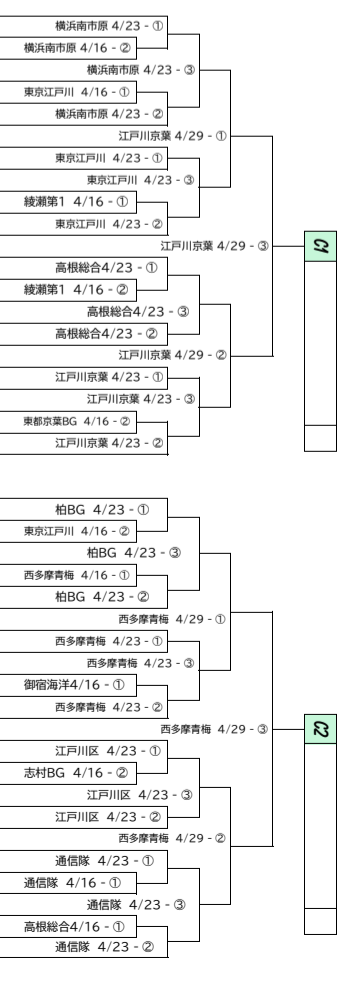 横浜南市原 4/23 - ①
横浜南市原 4/16 - ②
横浜南市原 4/23 - ③
東京江戸川 4/16 - ①
横浜南市原 4/23 - ②
江戸川京葉 4/29 - ①
東京江戸川 4/23 - ①
東京江戸川 4/23 - ③
綾瀬第1 4/16 - ①
東京江戸川 4/23 - ②
江戸川京葉 4/29 - ③
C1
高根総合4/23 - ①
綾瀬第1 4/16 - ②
高根総合4/23 - ③
高根総合4/23 - ②
江戸川京葉 4/29 - ②
江戸川京葉 4/23 - ①
江戸川京葉 4/23 - ③
東都京葉BG 4/16 - ②
江戸川京葉 4/23 - ②
柏BG 4/23 - ①
東京江戸川 4/16 - ②
柏BG 4/23 - ③
西多摩青梅 4/16 - ①
柏BG 4/23 - ②
西多摩青梅 4/29 - ①
西多摩青梅 4/23 - ①
西多摩青梅 4/23 - ③
御宿海洋4/16 - ①
西多摩青梅 4/23 - ②
西多摩青梅 4/29 - ③
C2
江戸川区 4/23 - ①
志村BG 4/16 - ②
江戸川区 4/23 - ③
江戸川区 4/23 - ②
西多摩青梅 4/29 - ②
通信隊 4/23 - ①
通信隊 4/16 - ①
通信隊 4/23 - ③
高根総合4/16 - ①
通信隊 4/23 - ②